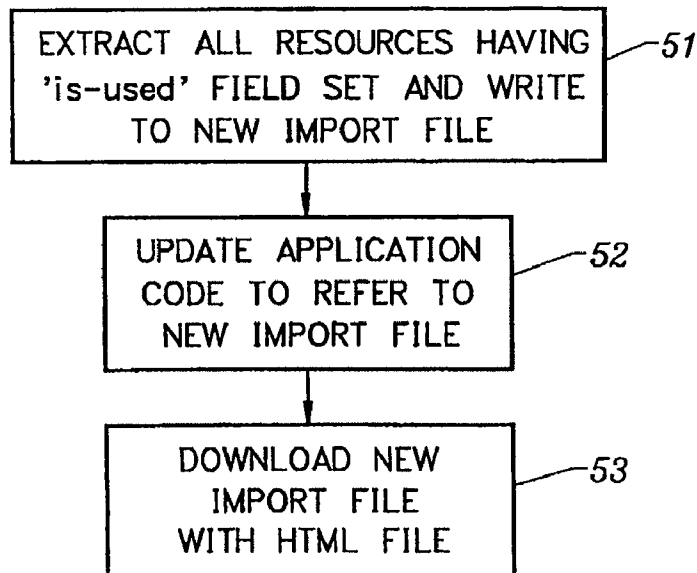 EXTRACT ALL RESOURCES HAVING
'is-used' FIELD SET AND WRITE
TO NEW IMPORT FILE
51
UPDATE APPLICATION
CODE TO REFER TO
NEW IMPORT FILE
52
DOWNLOAD NEW
IMPORT FILE
WITH HTML FILE
53